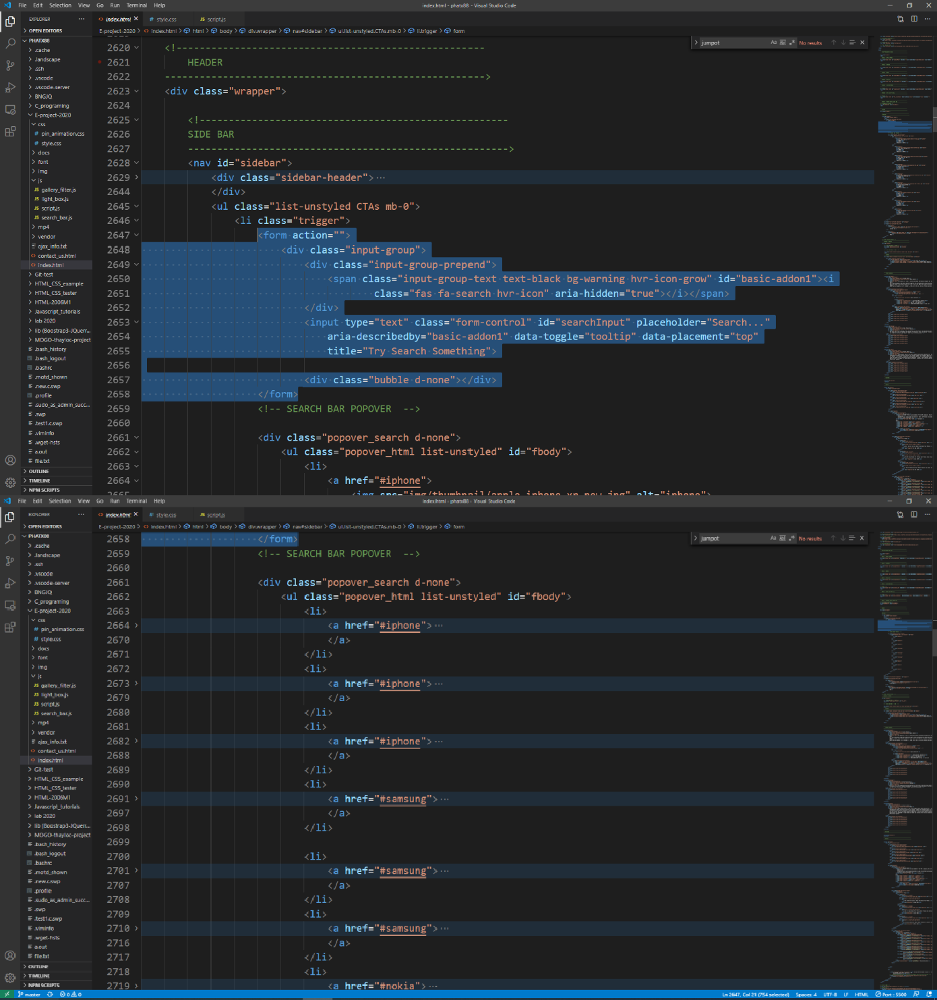 File Edit Selection View Go Run Terminal Help
index.html - phatx88 - Visual Studio Code
EXPLORER ···
OPEN EDITORS
PHATX88
.cache
.landscape
.ssh
.vscode
.vscode-server
BNGJQ
C_programing
E-project-2020
css
pin_animation.css
style.css
docs
font
img
js
gallery_filter.js
light_box.js
script.js
search_bar.js
mp4
vendor
ajax_info.txt
contact_us.html
index.html
Git-test
HTML_CSS_example
HTML_CSS_tester
HTML-2006M1
Javascript_tutorials
lab 2020
lib (Boostrap3-JQuerr...
MOGO-thayloc-project
.bash_history
.bash_logout
.bashrc
.motd_shown
.new.c.swp
.profile
.sudo_as_admin_succ...
.swp
.test1.c.swp
.viminfo
.wget-hsts
a.out
file.txt
OUTLINE
TIMELINE
NPM SCRIPTS
index.html style.css script.js
E-project-2020 > index.html > html > body > div.wrapper > nav#sidebar > ul.list-unstyled.CTAs.mb-0 > li.trigger > form
jumpot Aa No results
2620 <!-----------------------------------------------------
2621 HEADER
2622 ------------------------------------------------------->
2623 <div class="wrapper">
2624
2625 <!-----------------------------------------------------
2626 SIDE BAR
2627 ------------------------------------------------------->
2628 <nav id="sidebar">
2629 <div class="sidebar-header">···
2644 </div>
2645 <ul class="list-unstyled CTAs mb-0">
2646 <li class="trigger">
2647 <form action="">
2648 <div class="input-group">
2649 <div class="input-group-prepend">
2650 <span class="input-group-text text-black bg-warning hvr-icon-grow" id="basic-addon1"><i
2651 class="fas fa-search hvr-icon" aria-hidden="true"></i></span>
2652 </div>
2653 <input type="text" class="form-control" id="searchInput" placeholder="Search..."
2654 aria-describedby="basic-addon1" data-toggle="tooltip" data-placement="top"
2655 title="Try Search Something">
2656
2657 <div class="bubble d-none"></div>
2658 </form>
2659 <!-- SEARCH BAR POPOVER -->
2660
2661 <div class="popover_search d-none">
2662 <ul class="popover_html list-unstyled" id="fbody">
2663 <li>
2664 <a href="#iphone">
File Edit Selection View Go Run Terminal Help
index.html - phatx88 - Visual Studio Code
EXPLORER ···
OPEN EDITORS
PHATX88
.cache
.landscape
.ssh
.vscode
.vscode-server
BNGJQ
C_programing
E-project-2020
css
pin_animation.css
style.css
docs
font
img
js
gallery_filter.js
light_box.js
script.js
search_bar.js
mp4
vendor
ajax_info.txt
contact_us.html
index.html
Git-test
HTML_CSS_example
HTML_CSS_tester
HTML-2006M1
Javascript_tutorials
lab 2020
lib (Boostrap3-JQuerr...
MOGO-thayloc-project
.bash_history
.bash_logout
.bashrc
.motd_shown
.new.c.swp
.profile
.sudo_as_admin_succ...
.swp
.test1.c.swp
.viminfo
.wget-hsts
a.out
file.txt
OUTLINE
TIMELINE
NPM SCRIPTS
index.html style.css script.js
E-project-2020 > index.html > html > body > div.wrapper > nav#sidebar > ul.list-unstyled.CTAs.mb-0 > li.trigger > form
jumpot Aa No results
2658 </form>
2659 <!-- SEARCH BAR POPOVER -->
2660
2661 <div class="popover_search d-none">
2662 <ul class="popover_html list-unstyled" id="fbody">
2663 <li>
2664 <a href="#iphone">···
2670 </a>
2671 </li>
2672 <li>
2673 <a href="#iphone">···
2679 </a>
2680 </li>
2681 <li>
2682 <a href="#iphone">···
2688 </a>
2689 </li>
2690 <li>
2691 <a href="#samsung">···
2697 </a>
2698 </li>
2699
2700 <li>
2701 <a href="#samsung">···
2707 </a>
2708 </li>
2709 <li>
2710 <a href="#samsung">···
2716 </a>
2717 </li>
2718 <li>
2719 <a href="#nokia">···
master 0 0 Ln 2647, Col 21 (754 selected) Spaces: 4 UTF-8 LF HTML Port : 5500